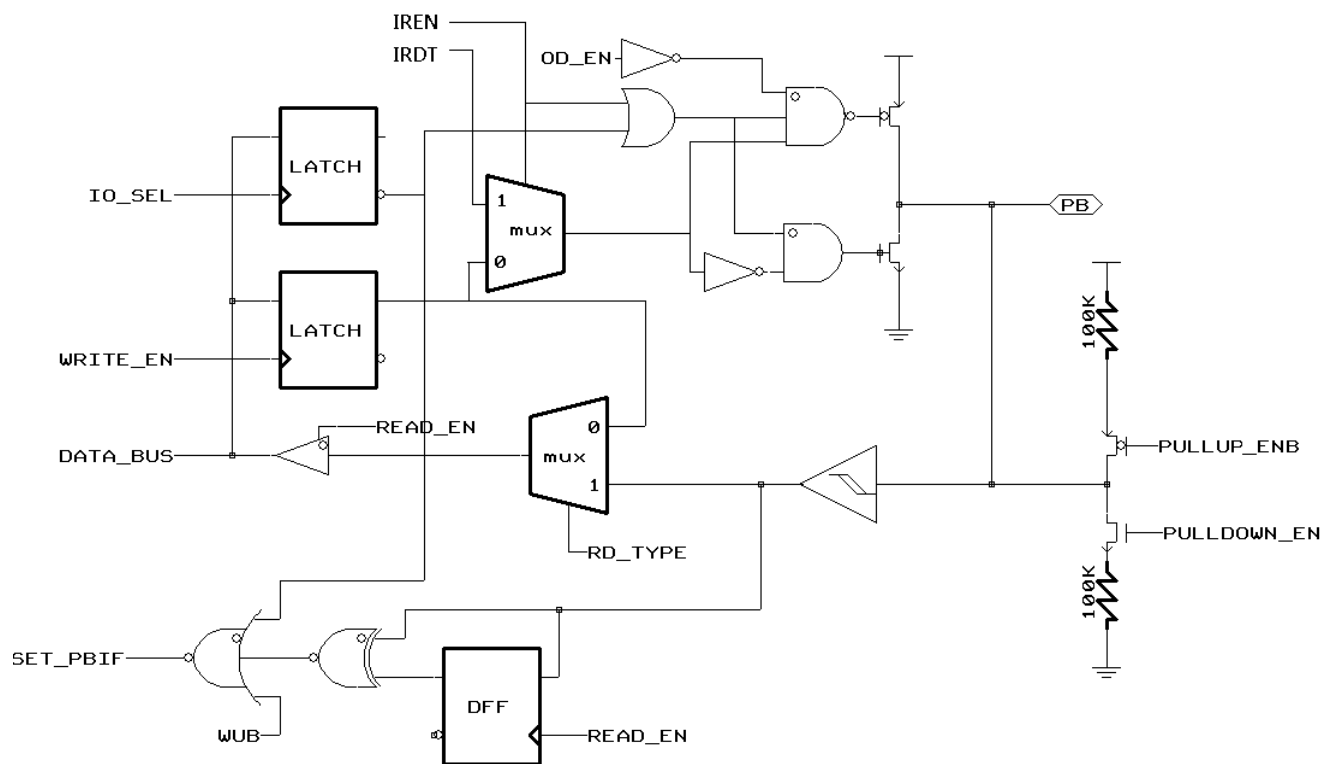 IREN
IRDT
OD_EN
LATCH
IO_SEL
1
mux
0
PB
LATCH
WRITE_EN
100K
READ_EN
0
DATA_BUS
mux
PULLUP_ENB
1
PULLDOWN_EN
RD_TYPE
100K
SET_PBIF
DFF
WUB
READ_EN